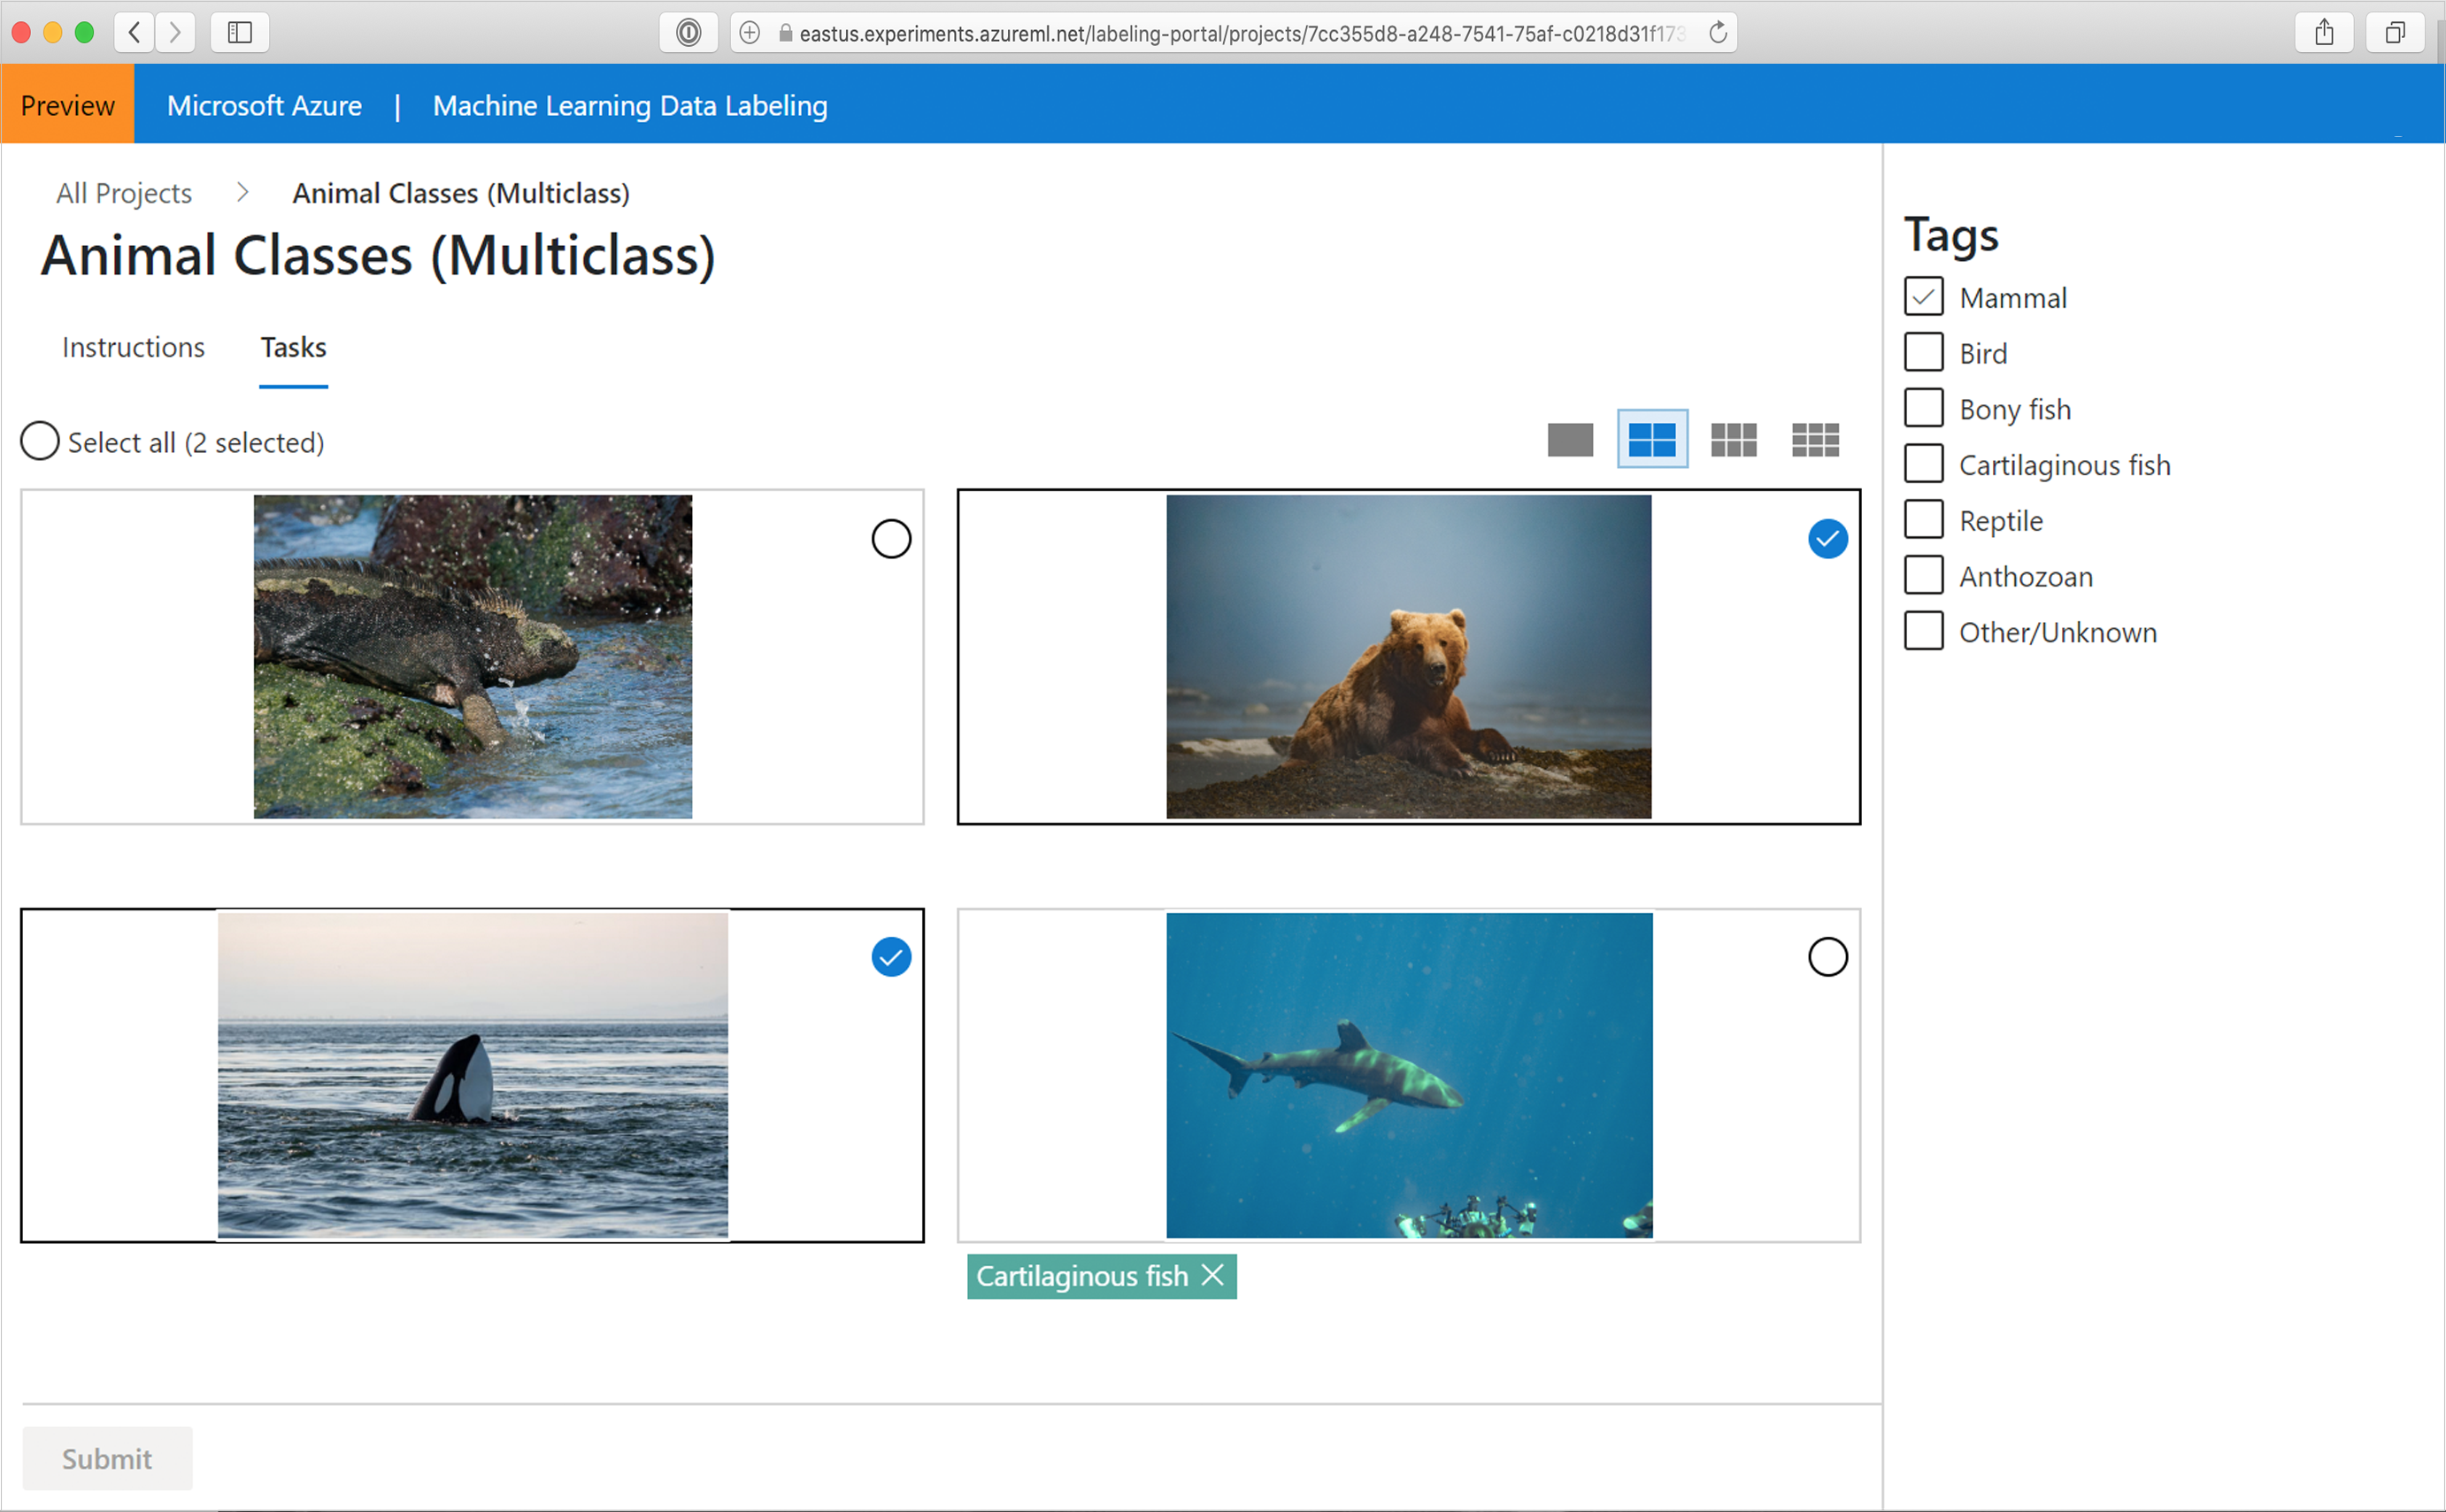 eastus.experiments.azureml.net/labeling-portal/projects/7cc355d8-a248-7541-75af-c0218d31f173
Preview Microsoft Azure | Machine Learning Data Labeling
All Projects > Animal Classes (Multiclass)
Animal Classes (Multiclass)
Instructions Tasks
Select all (2 selected)
Cartilaginous fish
Submit
Tags
Mammal
Bird
Bony fish
Cartilaginous fish
Reptile
Anthozoan
Other/Unknown